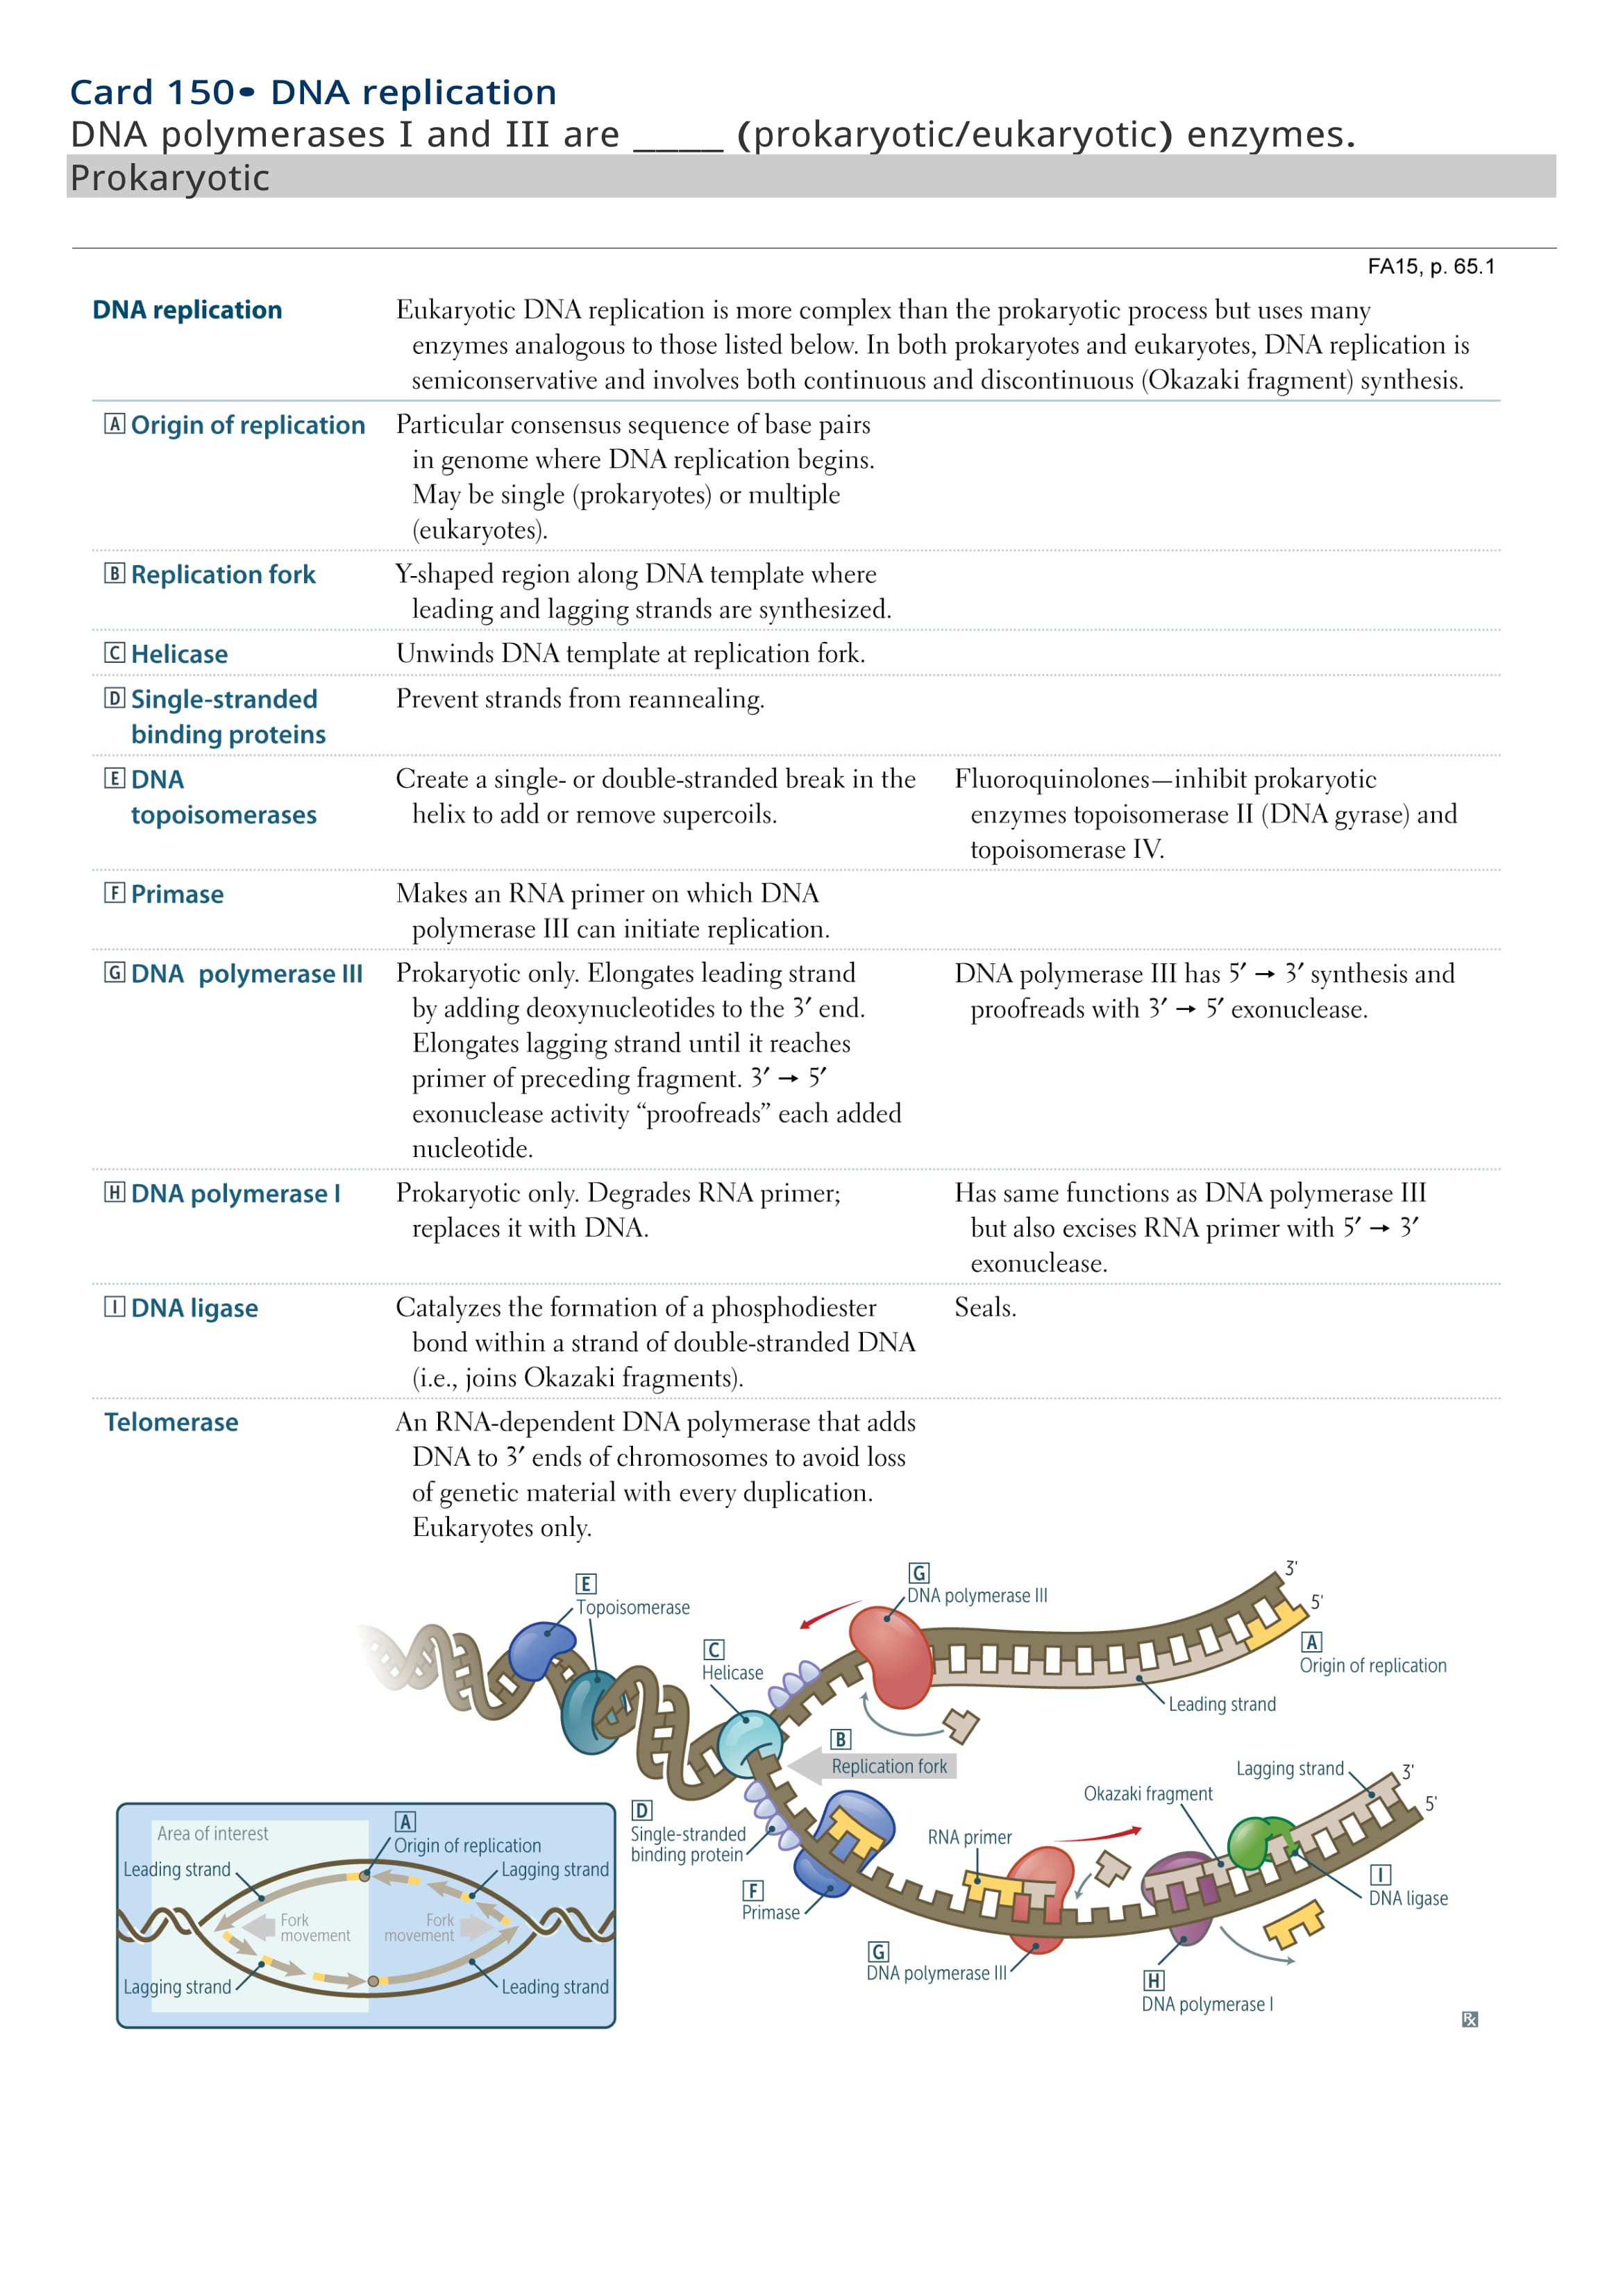 Card 150• DNA replication
DNA polymerases I and III are ____ (prokaryotic/eukaryotic) enzymes.
Prokaryotic
FA15, p. 65.1
DNA replication
Eukaryotic DNA replication is more complex than the prokaryotic process but uses many
enzymes analogous to those listed below. In both prokaryotes and eukaryotes, DNA replication is
semiconservative and involves both continuous and discontinuous (Okazaki fragment) synthesis.
A Origin of replication
Particular consensus sequence of base pairs
in genome where DNA replication begins.
May be single (prokaryotes) or multiple
(eukaryotes).
B Replication fork
Y-shaped region along DNA template where
leading and lagging strands are synthesized.
C Helicase
Unwinds DNA template at replication fork.
D Single-stranded
binding proteins
Prevent strands from reannealing.
E DNA
topoisomerases
Create a single- or double-stranded break in the
helix to add or remove supercoils.
Fluoroquinolones—inhibit prokaryotic
enzymes topoisomerase II (DNA gyrase) and
topoisomerase IV.
F Primase
Makes an RNA primer on which DNA
polymerase III can initiate replication.
G DNA polymerase III
Prokaryotic only. Elongates leading strand
by adding deoxynucleotides to the 3′ end.
Elongates lagging strand until it reaches
primer of preceding fragment. 3′ → 5′
exonuclease activity “proofreads” each added
nucleotide.
DNA polymerase III has 5′ → 3′ synthesis and
proofreads with 3′ → 5′ exonuclease.
H DNA polymerase I
Prokaryotic only. Degrades RNA primer;
replaces it with DNA.
Has same functions as DNA polymerase III
but also excises RNA primer with 5′ → 3′
exonuclease.
I DNA ligase
Catalyzes the formation of a phosphodiester
bond within a strand of double-stranded DNA
(i.e., joins Okazaki fragments).
Seals.
Telomerase
An RNA-dependent DNA polymerase that adds
DNA to 3′ ends of chromosomes to avoid loss
of genetic material with every duplication.
Eukaryotes only.
E
Topoisomerase
G
DNA polymerase III
3'
5'
A
Origin of replication
C
Helicase
Leading strand
B
Replication fork
Lagging strand
3'
5'
Okazaki fragment
D
Single-stranded
binding protein
RNA primer
F
Primase
I
DNA ligase
G
DNA polymerase III
H
DNA polymerase I
Area of interest
A
Origin of replication
Leading strand
Lagging strand
Fork
movement
Fork
movement
Lagging strand
Leading strand
Rx